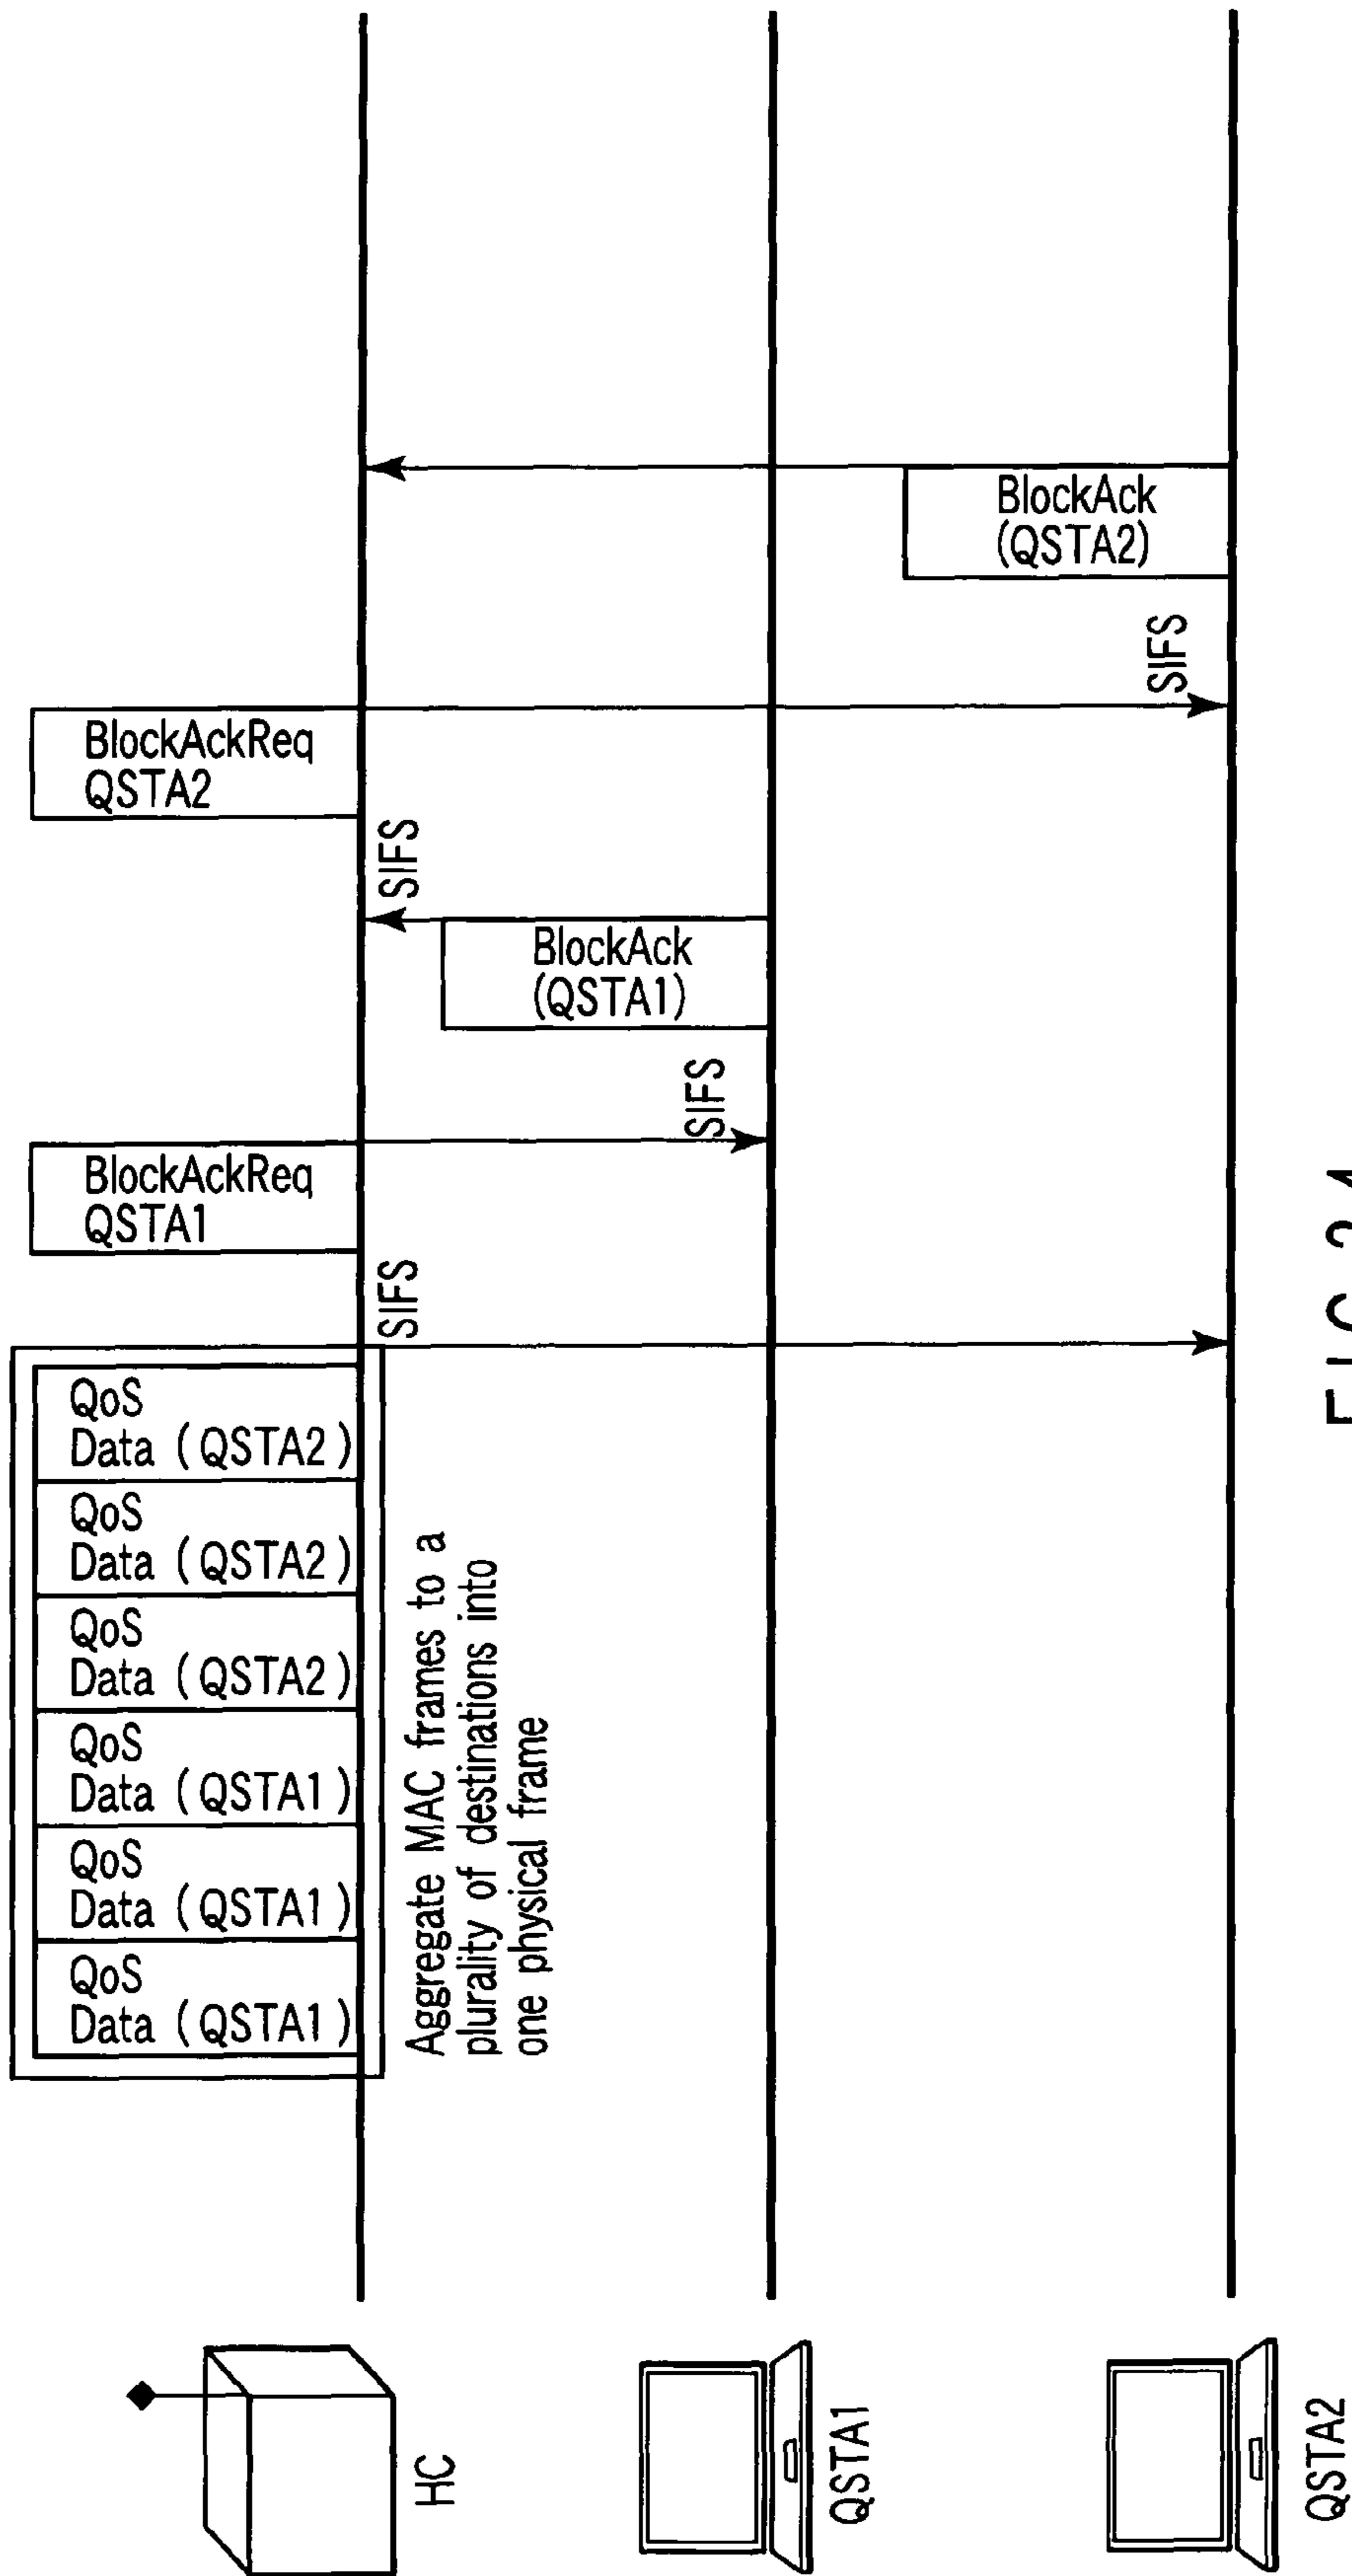 HC
QoS
Data (QSTA1)
QoS
Data (QSTA1)
QoS
Data (QSTA1)
QoS
Data (QSTA2)
QoS
Data (QSTA2)
QoS
Data (QSTA2)
Aggregate MAC frames to a
plurality of destinations into
one physical frame
SIFS
BlockAckReq
QSTA1
SIFS
BlockAck
(QSTA1)
SIFS
BlockAckReq
QSTA2
SIFS
BlockAck
(QSTA2)
QSTA1
QSTA2